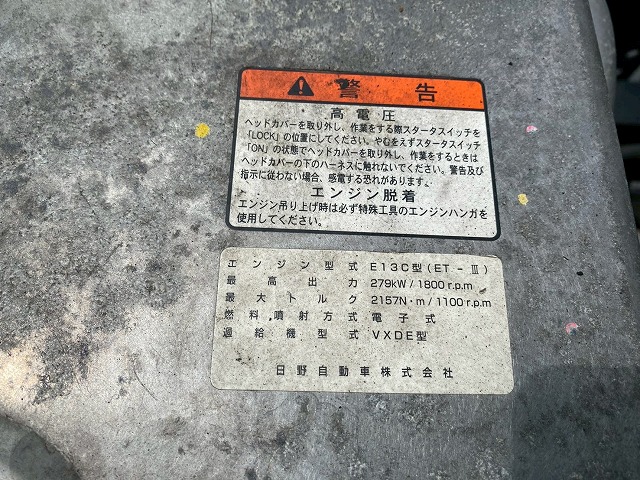 警告
高電圧
ヘッドカバーを取り外し、作業をする際スタータスイッチを
「LOCK」の位置にしてください。やむをえずスタータスイッチ
「ON」の状態でヘッドカバーを取り外し、作業をするときは
ヘッドカバーの下のハーネスに触れないでください。警告及び
指示に従わない場合、感電する恐れがあります。
エンジン脱着
エンジン吊り上げ時は必ず特殊工具のエンジンハンガを
使用してください。
エンジン型式 E13C型(ET-Ⅲ)
最高出力 279kW/1800r.p.m
最大トルク 2157N・m/1100r.p.m
燃料噴射方式 電子式
過給機型式 VXDE型
日野自動車株式会社